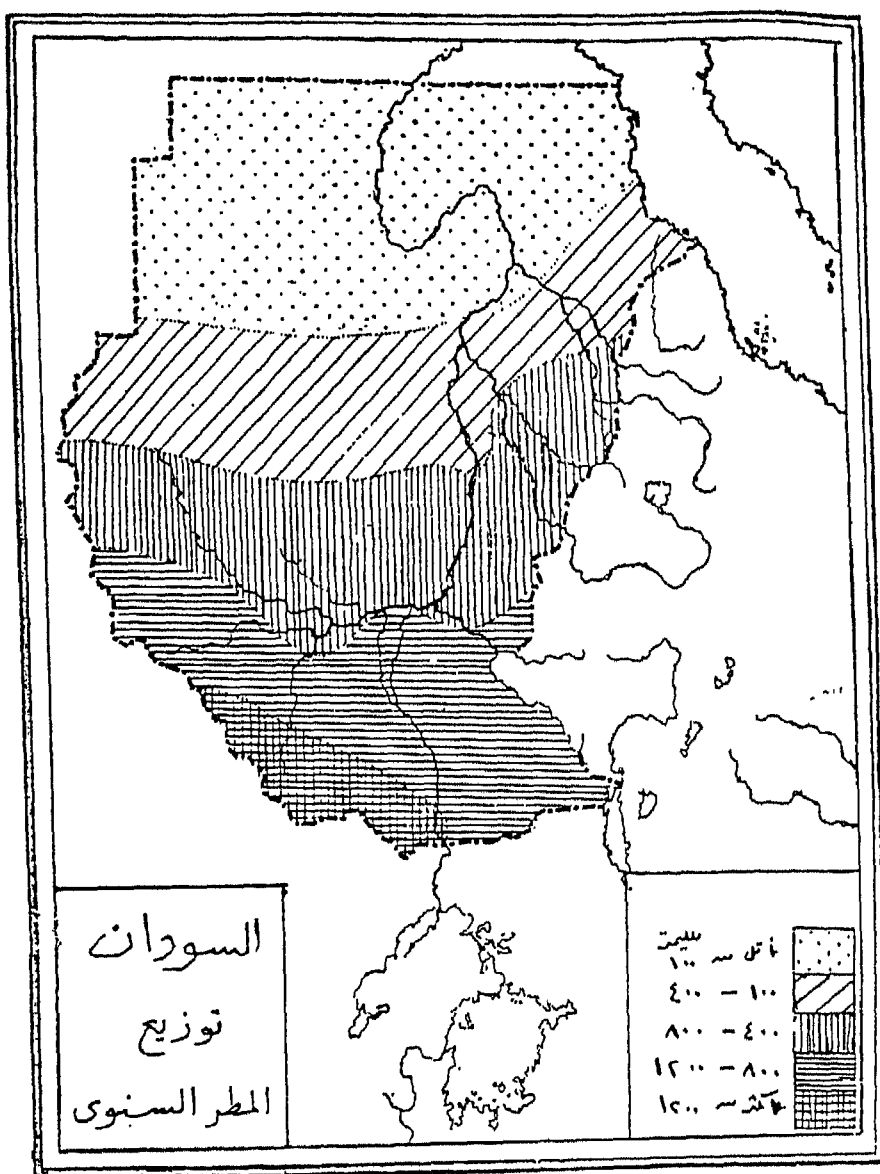 السودان
توزيع
المطر السنوى
ملليمتر
أقل من ١٠٠
١٠٠ - ٤٠٠
٤٠٠ - ٨٠٠
٨٠٠ - ١٢٠٠
أكثر من ١٢٠٠